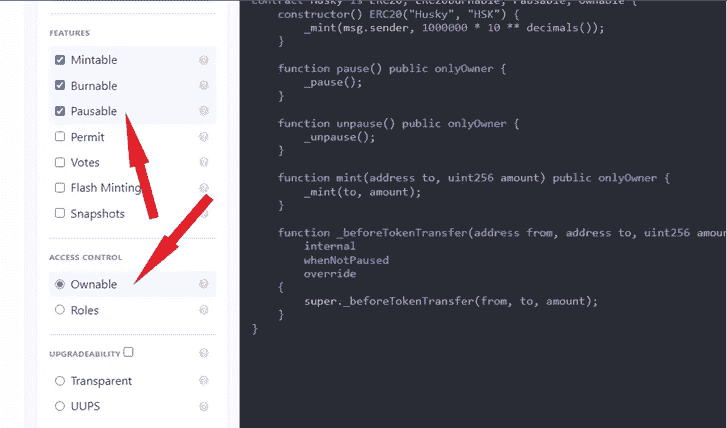 FEATURES
Mintable
Burnable
Pausable
Permit
Votes
Flash Minting
Snapshots
ACCESS CONTROL
Ownable
Roles
UPGRADEABILITY
Transparent
UUPS
contract Husky is ERC20, ERC20Burnable, Pausable, Ownable {
    constructor() ERC20("Husky", "HSK") {
        _mint(msg.sender, 1000000 * 10 ** decimals());
    }
    function pause() public onlyOwner {
        _pause();
    }
    function unpause() public onlyOwner {
        _unpause();
    }
    function mint(address to, uint256 amount) public onlyOwner {
        _mint(to, amount);
    }
    function _beforeTokenTransfer(address from, address to, uint256 amoun
        internal
        whenNotPaused
        override
    {
        super._beforeTokenTransfer(from, to, amount);
    }
}